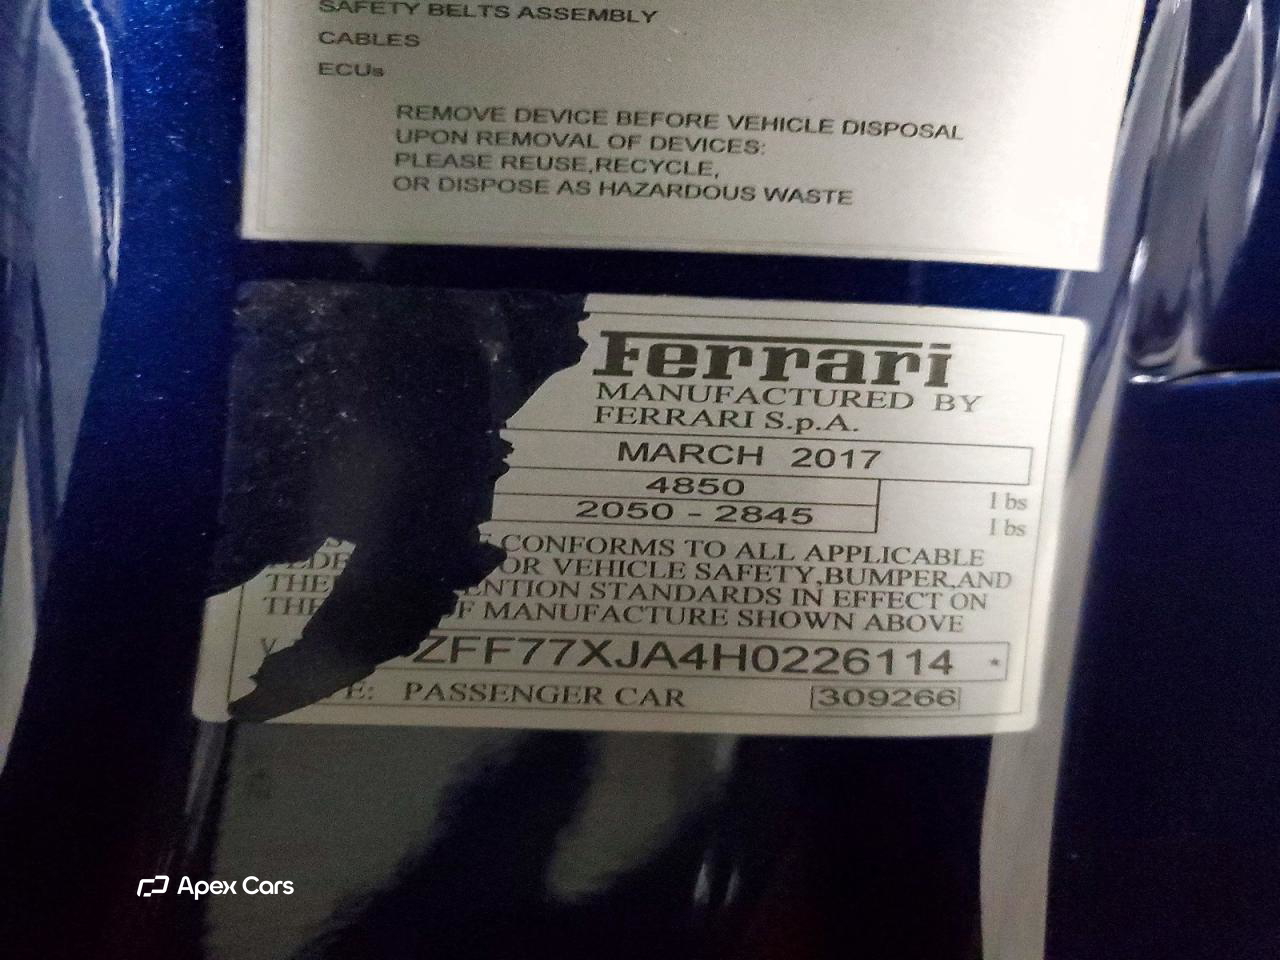 SAFETY BELTS ASSEMBLY
CABLES
ECUs
REMOVE DEVICE BEFORE VEHICLE DISPOSAL
UPON REMOVAL OF DEVICES:
PLEASE REUSE,RECYCLE,
OR DISPOSE AS HAZARDOUS WASTE
Ferrari
MANUFACTURED BY
FERRARI S.p.A.
MARCH 2017
4850 lbs
2050 - 2845 lbs
CONFORMS TO ALL APPLICABLE
OR VEHICLE SAFETY,BUMPER,AND
THE ENTION STANDARDS IN EFFECT ON
THE F MANUFACTURE SHOWN ABOVE
V ZFF77XJA4H0226114 *
E: PASSENGER CAR 309266
Apex Cars